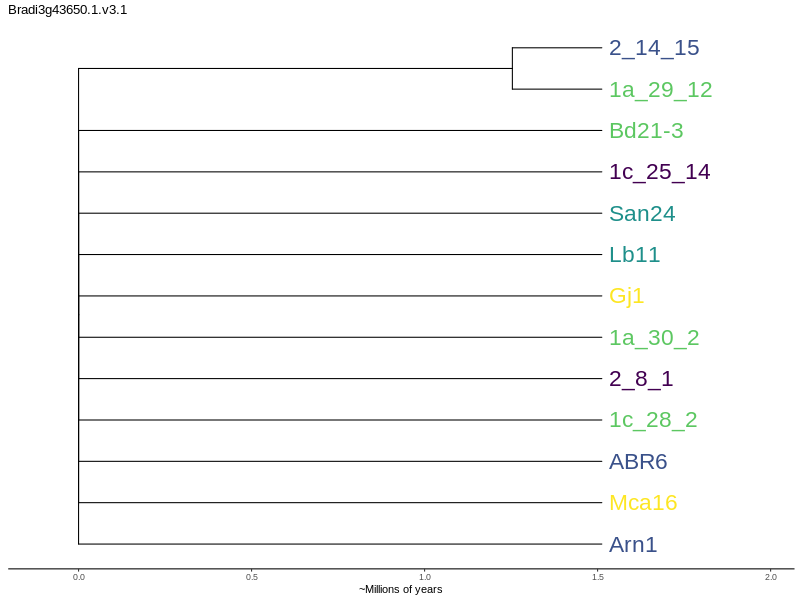 Bradi3g43650.1.v3.1
2_14_15
1a_29_12
Bd21-3
1c_25_14
San24
Lb11
Gj1
1a_30_2
2_8_1
1c_28_2
ABR6
Mca16
Arn1
0.0 0.5 1.0 1.5 2.0
~Millions of years